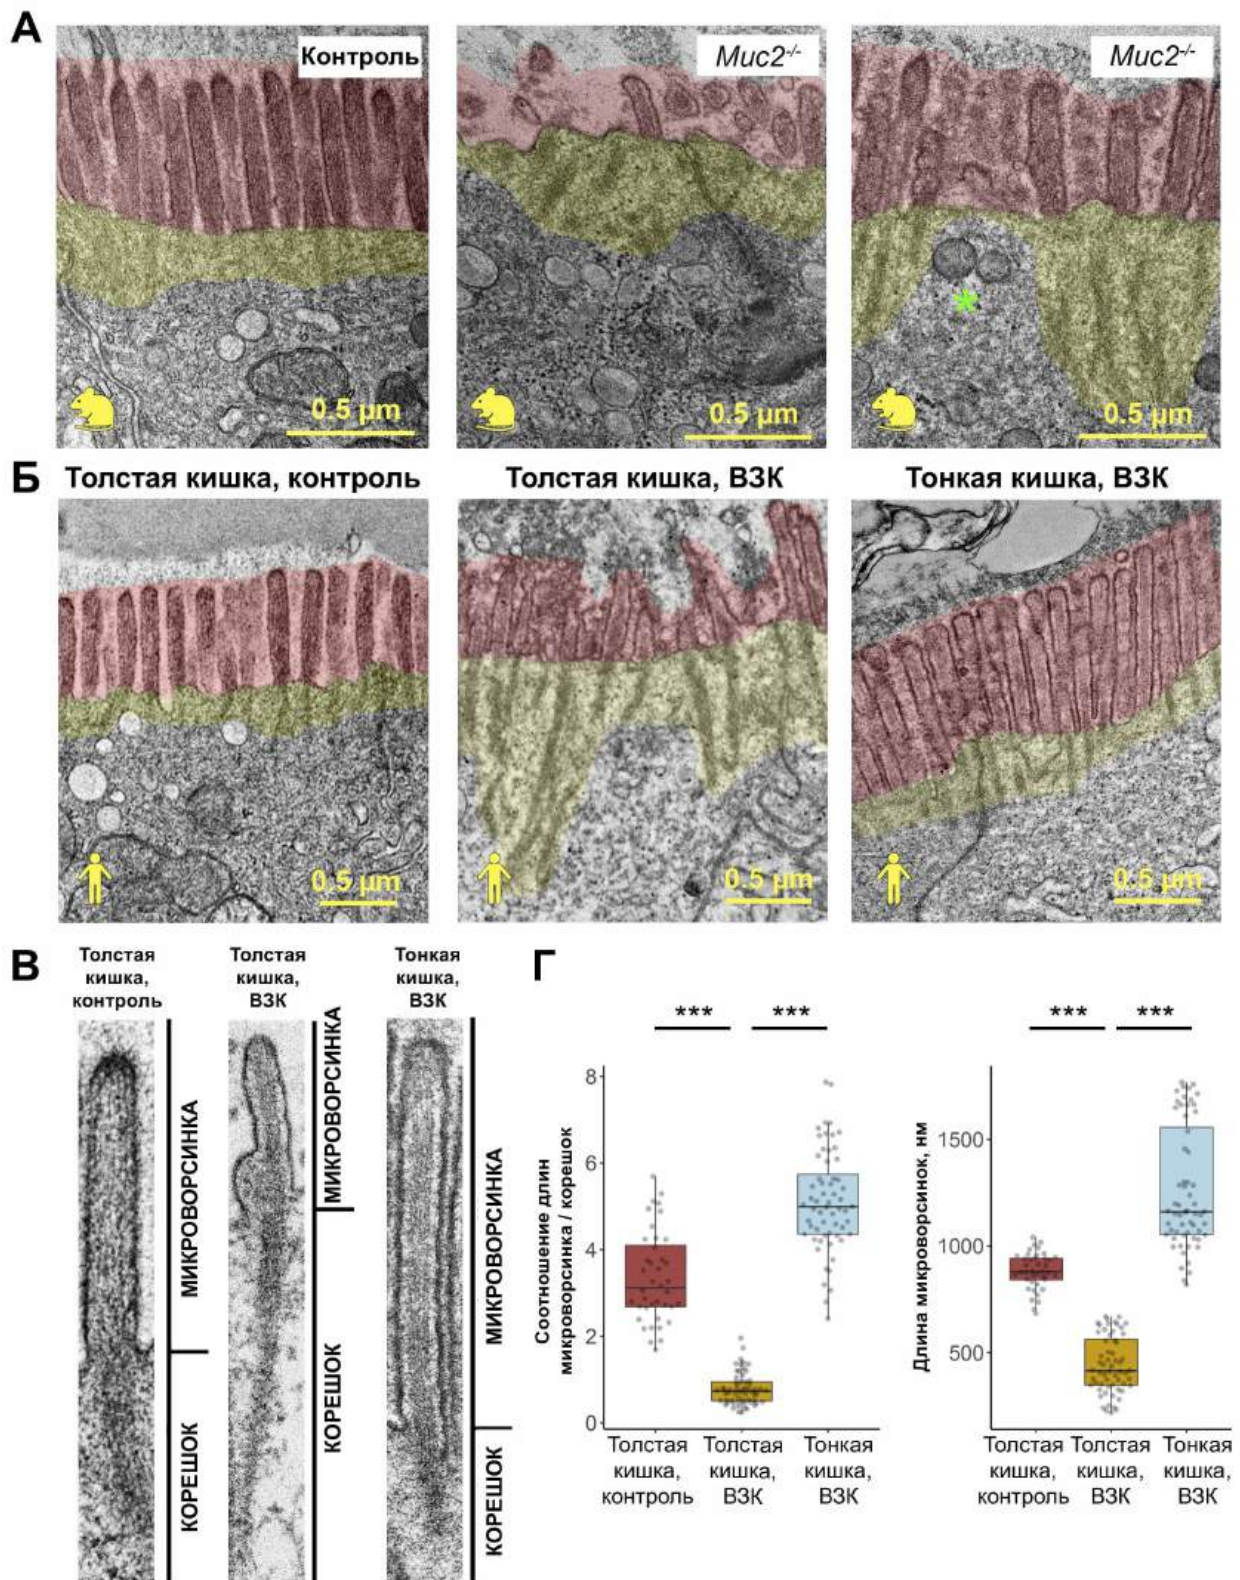 А
Контроль
Muc2-/-
Muc2-/-
0.5 µm
0.5 µm
0.5 µm
Б
Толстая кишка, контроль
Толстая кишка, ВЗК
Тонкая кишка, ВЗК
0.5 µm
0.5 µm
0.5 µm
В
Толстая
кишка,
контроль
Толстая
кишка,
ВЗК
Тонкая
кишка,
ВЗК
МИКРОВОРСИНКА
КОРЕШОК
МИКРОВОРСИНКА
КОРЕШОК
МИКРОВОРСИНКА
КОРЕШОК
Г
*** ***
Соотношение длин
микроворсинка / корешок
8
6
4
2
0
Толстая
кишка,
контроль
Толстая
кишка,
ВЗК
Тонкая
кишка,
ВЗК
*** ***
Длина микроворсинок, нм
1500
1000
500
Толстая
кишка,
контроль
Толстая
кишка,
ВЗК
Тонкая
кишка,
ВЗК